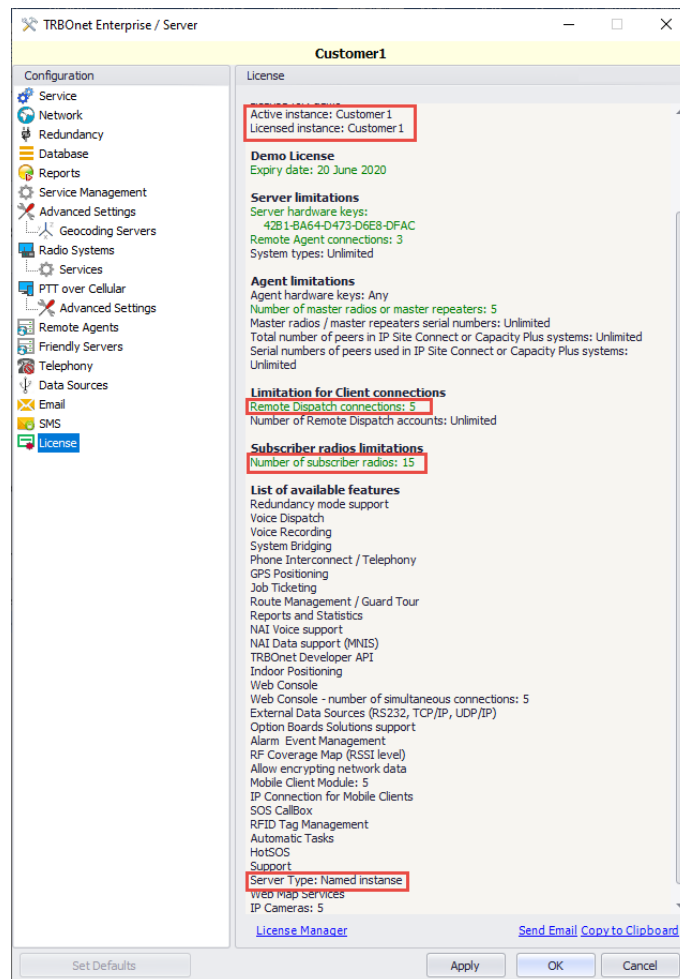 TRBOnet Enterprise / Server
Customer1
Configuration
Service
Network
Redundancy
Database
Reports
Service Management
Advanced Settings
Geocoding Servers
Radio Systems
Services
PTT over Cellular
Advanced Settings
Remote Agents
Friendly Servers
Telephony
Data Sources
Email
SMS
License
License
Active instance: Customer1
Licensed instance: Customer1
Demo License
Expiry date: 20 June 2020
Server limitations
Server hardware keys:
42B1-BA64-D473-D6E8-DFAC
Remote Agent connections: 3
System types: Unlimited
Agent limitations
Agent hardware keys: Any
Number of master radios or master repeaters: 5
Master radios / master repeaters serial numbers: Unlimited
Total number of peers in IP Site Connect or Capacity Plus systems: Unlimited
Serial numbers of peers used in IP Site Connect or Capacity Plus systems:
Unlimited
Limitation for Client connections
Remote Dispatch connections: 5
Number of Remote Dispatch accounts: Unlimited
Subscriber radios limitations
Number of subscriber radios: 15
List of available features
Redundancy mode support
Voice Dispatch
Voice Recording
System Bridging
Phone Interconnect / Telephony
GPS Positioning
Job Ticketing
Route Management / Guard Tour
Reports and Statistics
NAI Voice support
NAI Data support (MNIS)
TRBOnet Developer API
Indoor Positioning
Web Console
Web Console - number of simultaneous connections: 5
External Data Sources (RS232, TCP/IP, UDP/IP)
Option Boards Solutions support
Alarm Event Management
RF Coverage Map (RSSI level)
Allow encrypting network data
Mobile Client Module: 5
IP Connection for Mobile Clients
SOS CallBox
RFID Tag Management
Automatic Tasks
HotSOS
Support
Server Type: Named instanse
Web Map Services
IP Cameras: 5
License Manager
Send Email Copy to Clipboard
Set Defaults
Apply
OK
Cancel